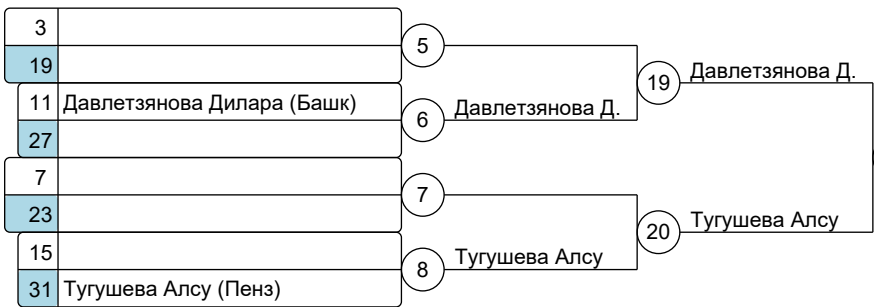 3
5
19
19 Давлетзянова Д.
11 Давлетзянова Дилара (Башк)
6 Давлетзянова Д.
27
7
7
23
20 Тугушева Алсу
15
8 Тугушева Алсу
31 Тугушева Алсу (Пенз)